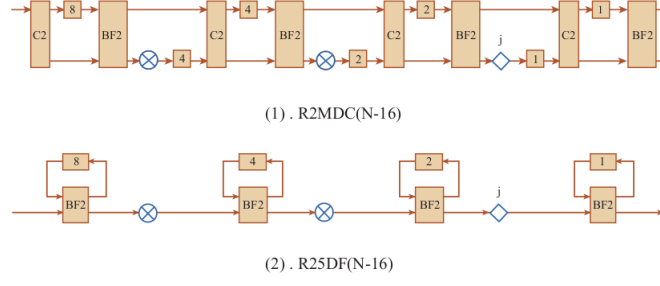 8 4 2 1
C2 BF2 C2 BF2 C2 BF2 j C2 BF2
4 2 1
(1) . R2MDC(N-16)
8 4 2 1
BF2 BF2 BF2 j BF2
(2) . R25DF(N-16)